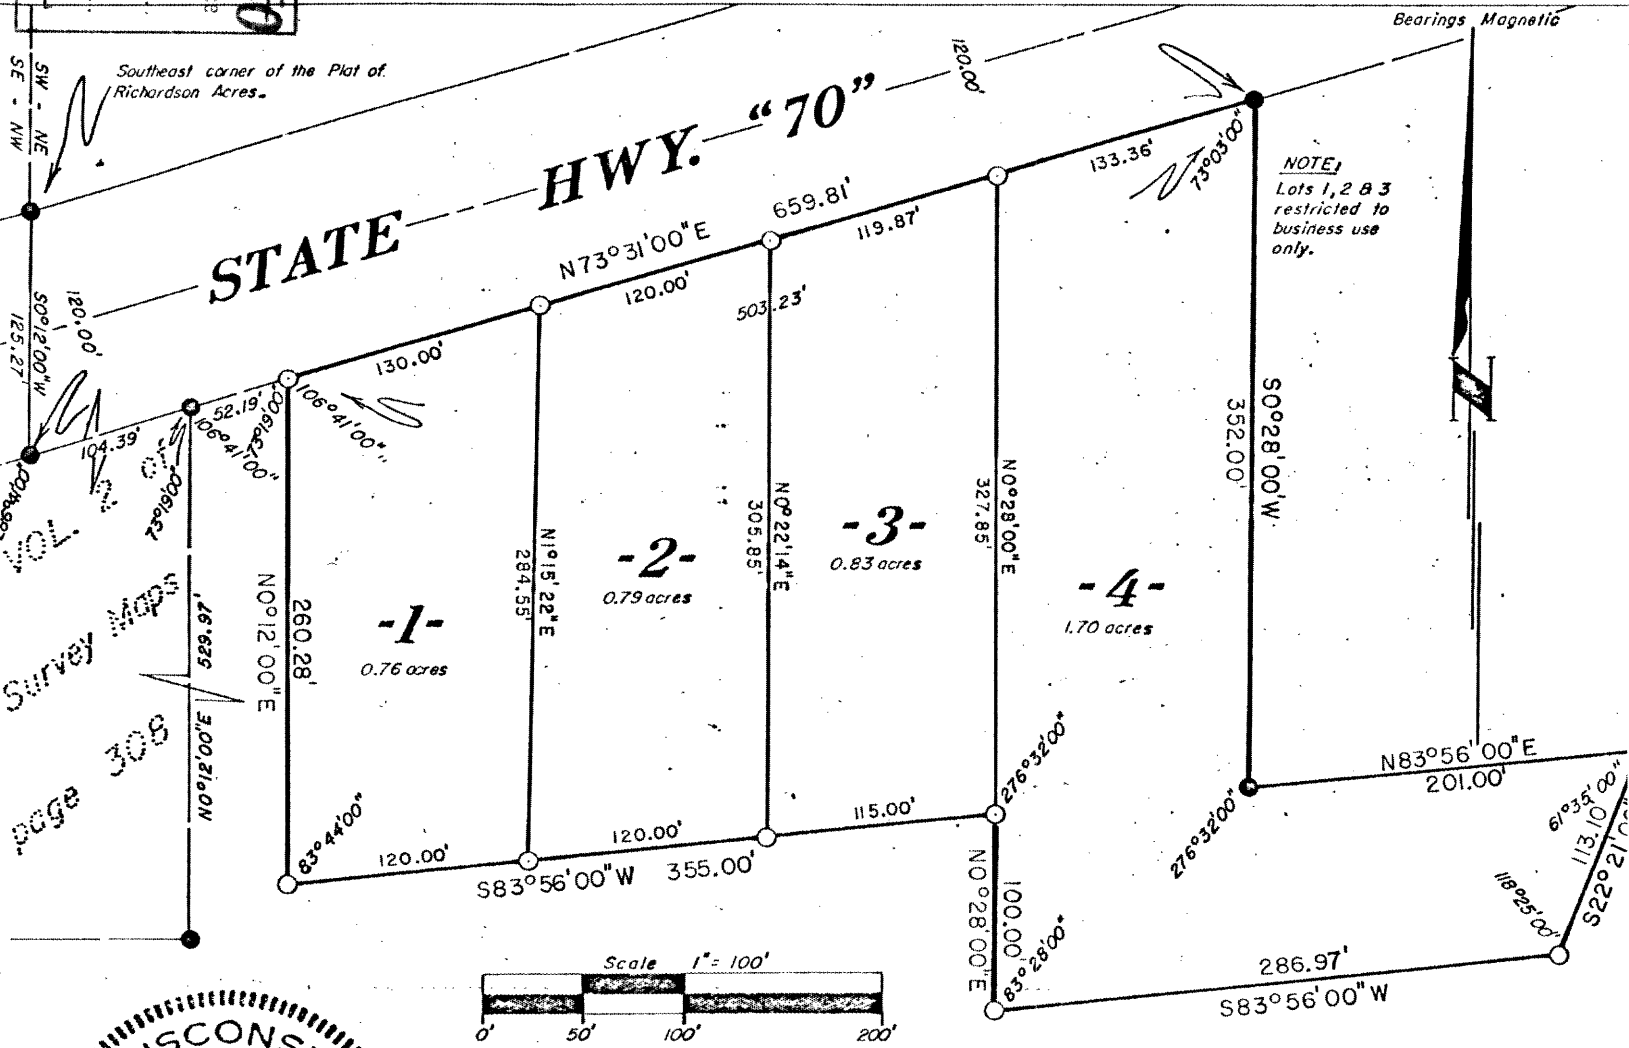 Bearings Magnetic
SW - NE
SE - NW
Southeast corner of the Plat of
Richardson Acres.
120.00'
STATE HWY. "70"
133.36'
73°03'00"
NOTE:
Lots 1, 2 & 3
restricted to
business use
only.
659.81'
N73°31'00"E
119.87'
120.00'
503.23'
130.00'
S0°12'00"W
125.27'
120.00'
52.19'
106°41'00"
73°19'00"
106°41'00"
104.39'
73°19'00"
VOL. 2 of
Survey Maps
page 308
529.97'
N0°12'00"E
N0°12'00"E
260.28'
-1-
0.76 acres
N1°15'22"E
284.55'
-2-
0.79 acres
N0°22'14"E
305.85'
-3-
0.83 acres
N0°28'00"E
327.85'
-4-
1.70 acres
S0°28'00"W
352.00'
N
83°44'00"
120.00'
120.00'
115.00'
S83°56'00"W 355.00'
276°32'00"
276°32'00"
N83°56'00"E
201.00'
61°35'00"
113.10'
S22°21'
118°25'00"
N0°28'00"E
100.00'
83°28'00"
286.97'
S83°56'00"W
Scale 1"= 100'
0' 50' 100' 200'
ISCONS